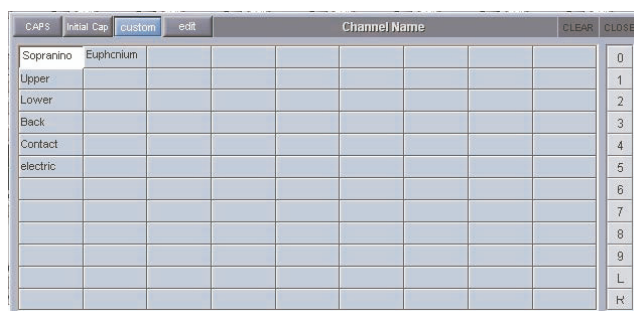 CAPS Initial Cap custom edit Channel Name CLEAR CLOSE
Sopranino Euphcnium 0
Upper 1
Lower 2
Back 3
Contact 4
electric 5
6
7
8
9
L
R